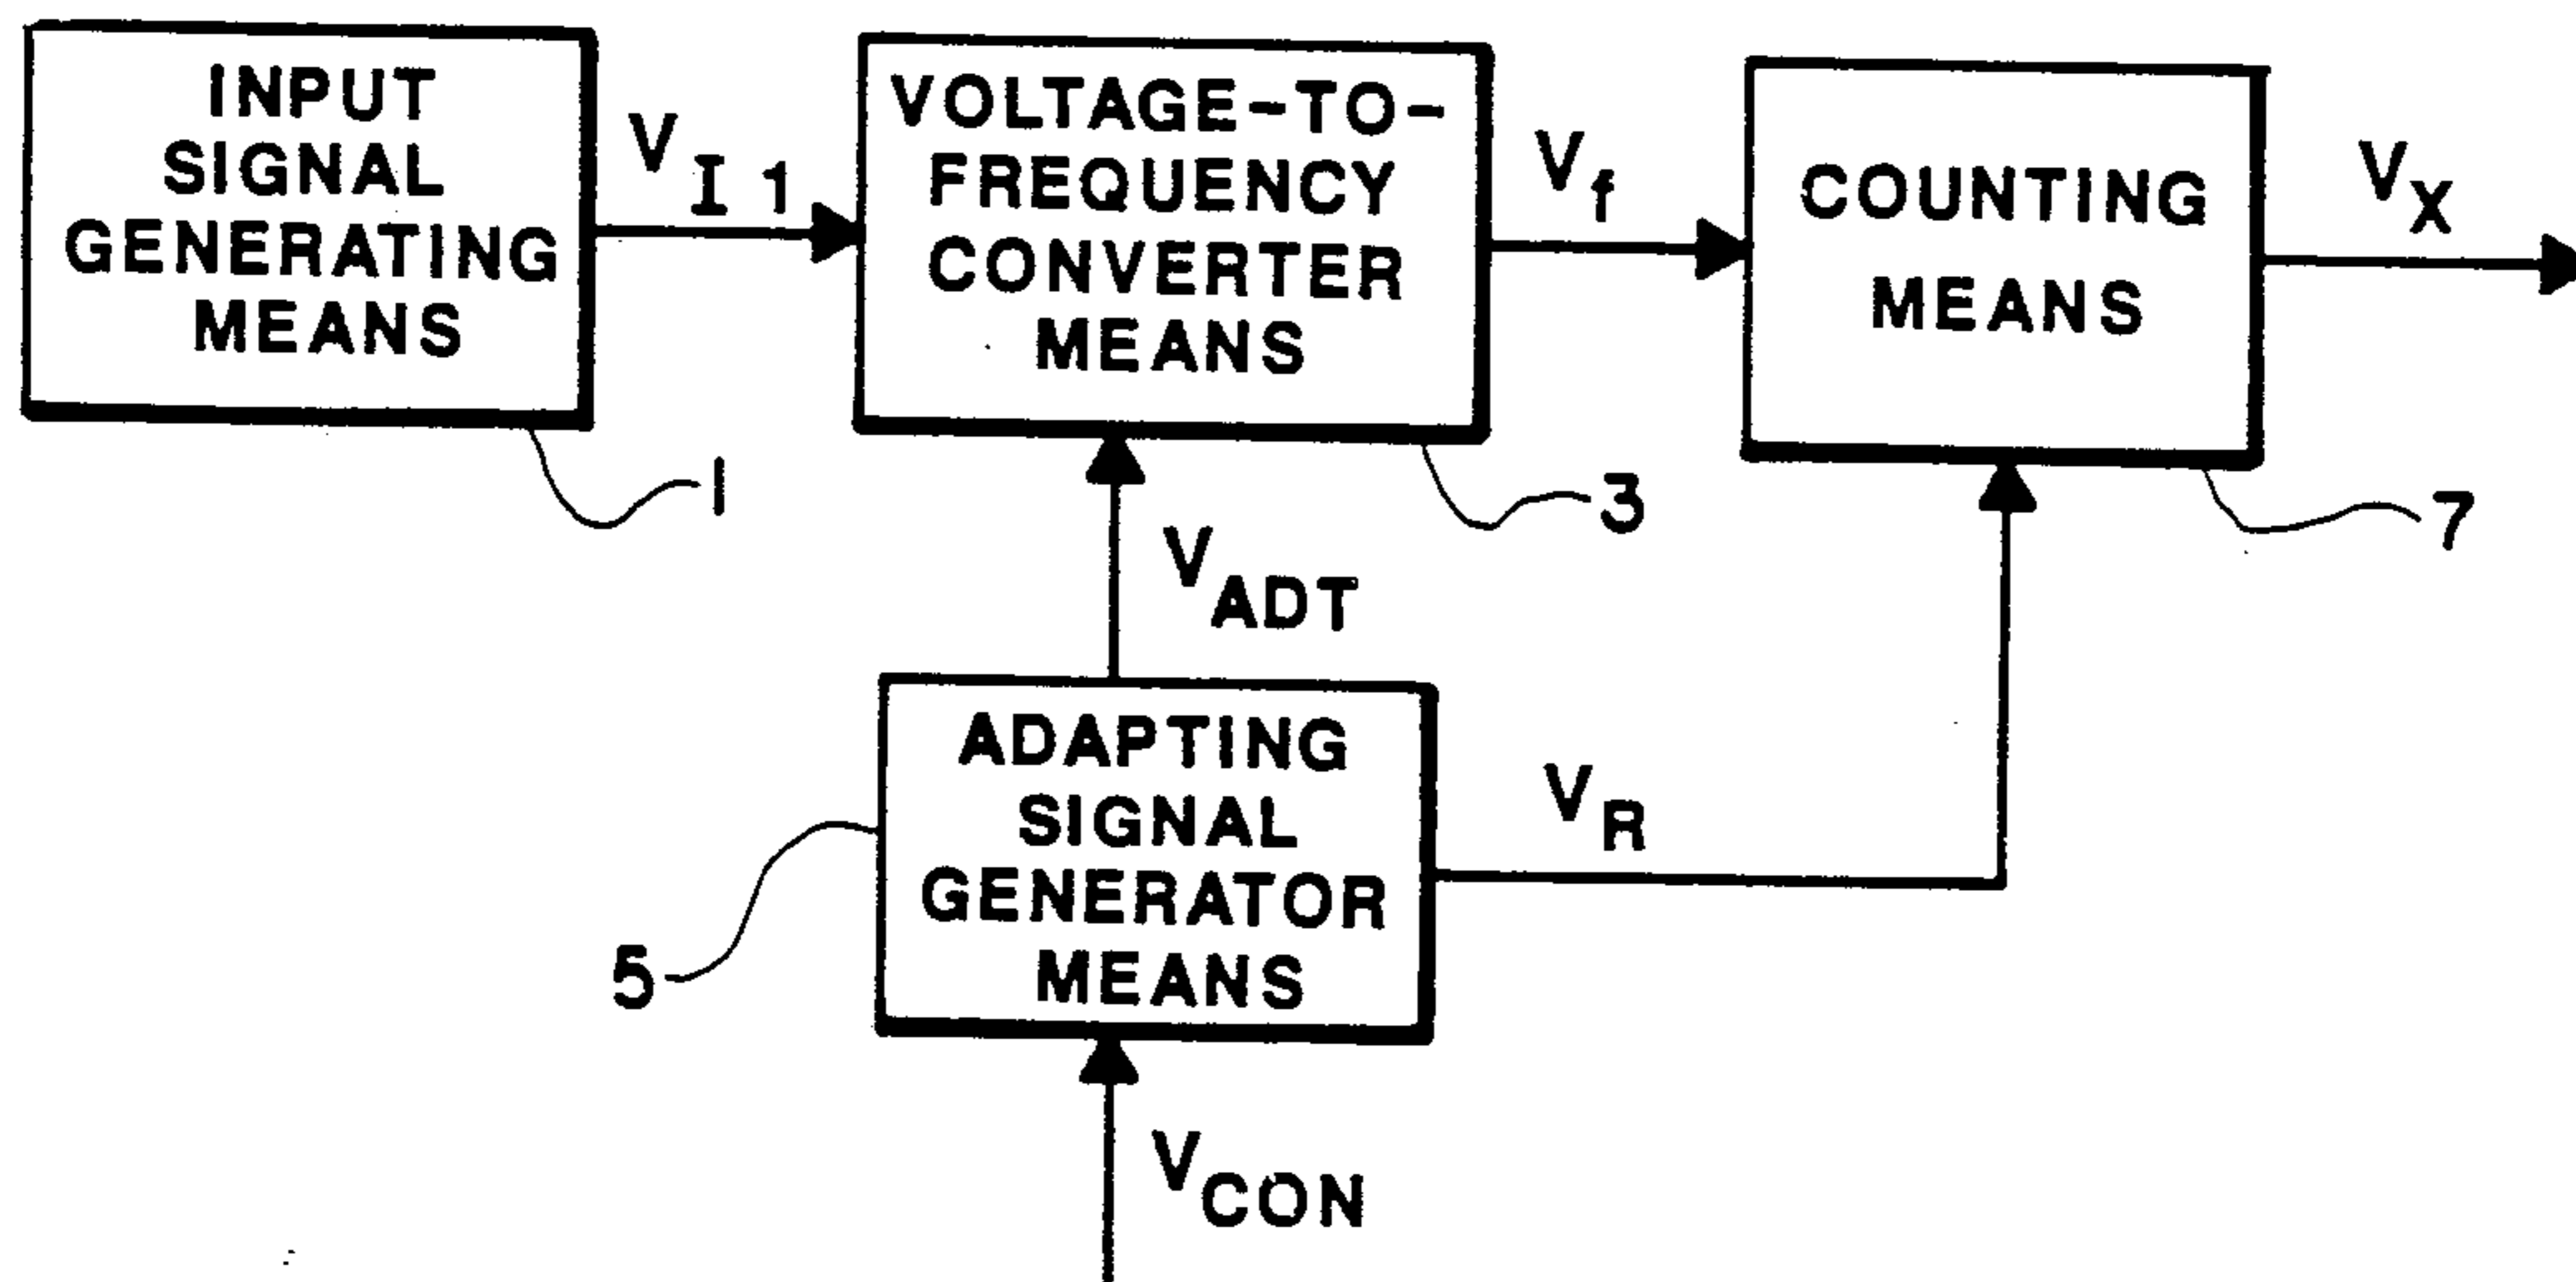 INPUT
SIGNAL
GENERATING
MEANS
V I 1
VOLTAGE-TO-
FREQUENCY
CONVERTER
MEANS
V f
COUNTING
MEANS
V X
1
3
7
V ADT
ADAPTING
SIGNAL
GENERATOR
MEANS
V R
5
V CON